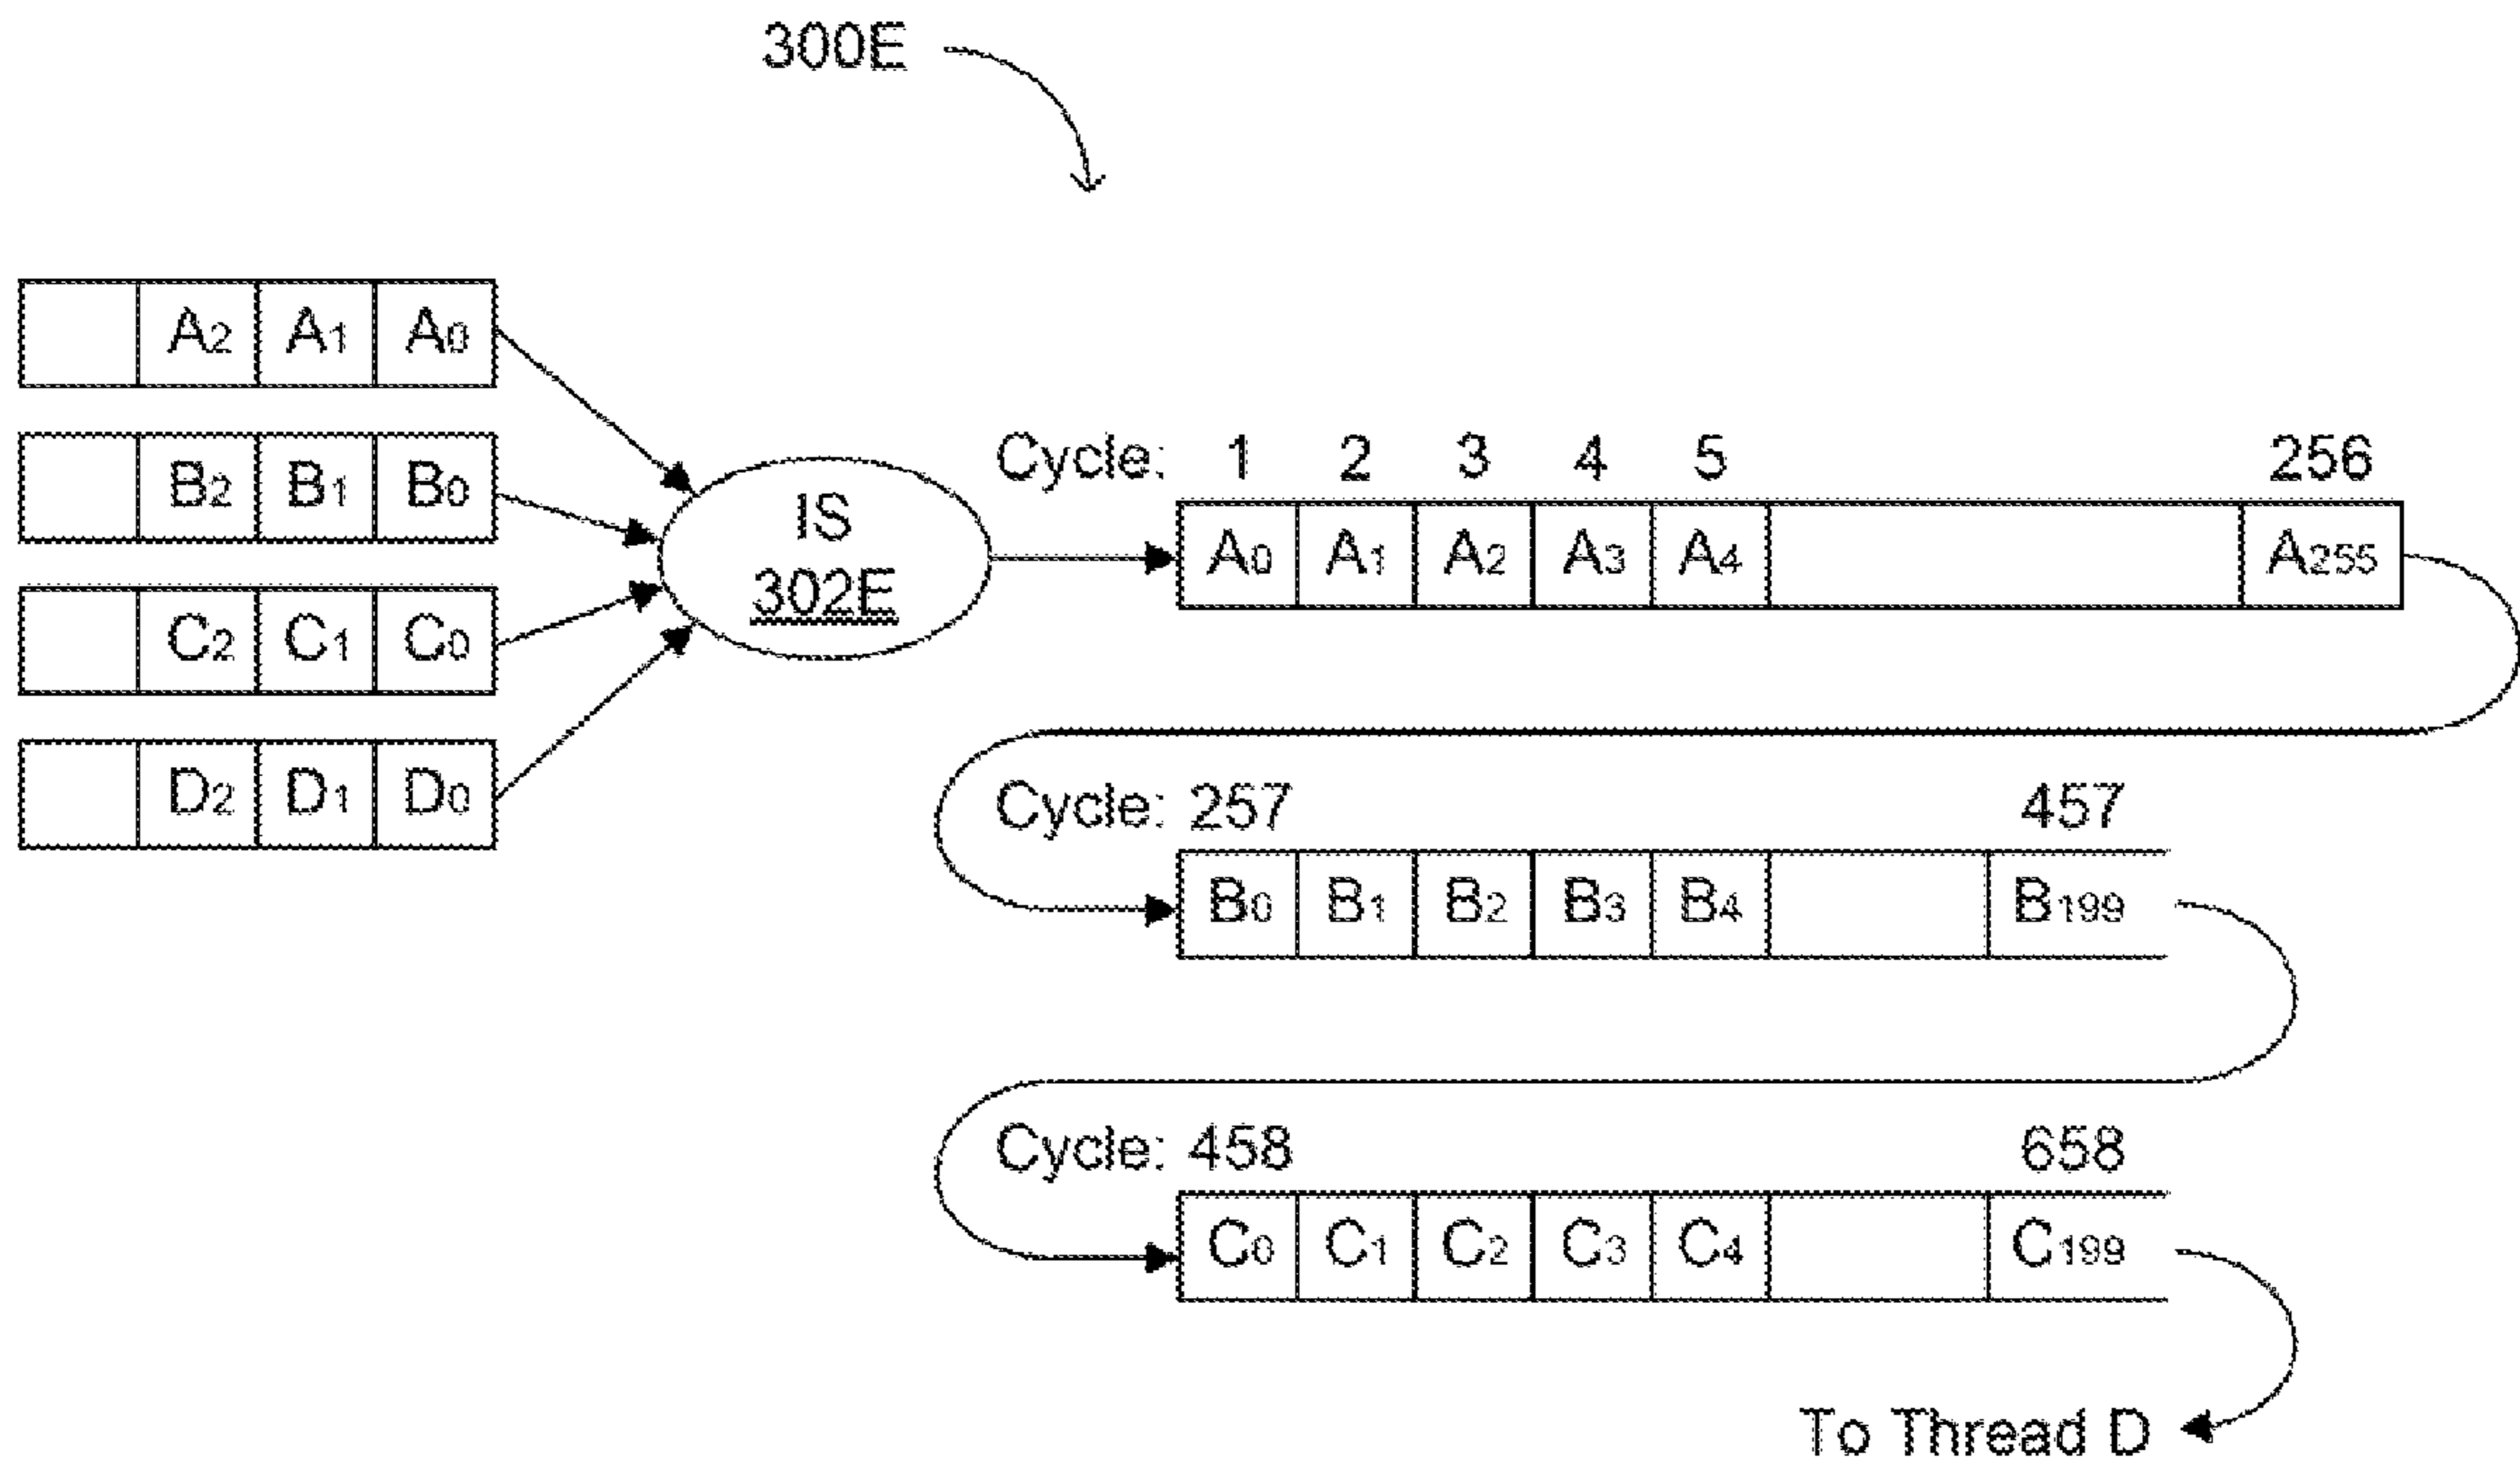 300E
A2 A1 A0
B2 B1 B0
C2 C1 C0
D2 D1 D0
IS
302E
Cycle: 1 2 3 4 5 256
A0 A1 A2 A3 A4 A255
Cycle: 257 457
B0 B1 B2 B3 B4 B199
Cycle: 458 658
C0 C1 C2 C3 C4 C199
To Thread D